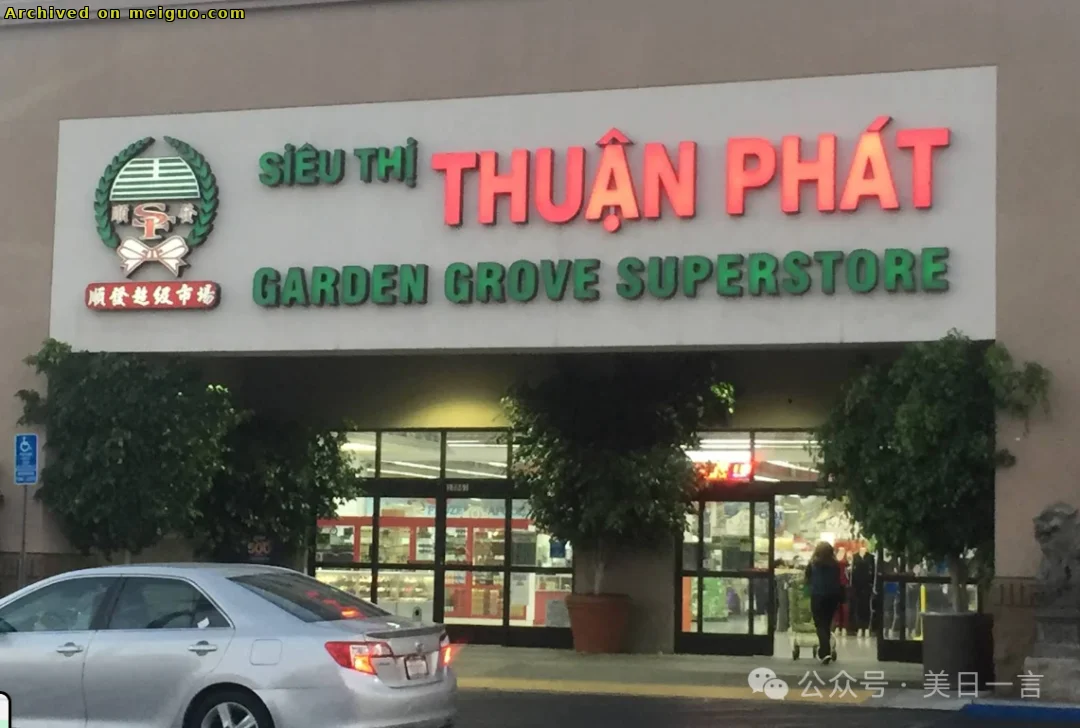 Archived on meiguo.com
SIÊU THỊ THUẬN PHÁT
順 SF 發
順發超級市場
GARDEN GROVE SUPERSTORE
公众号 · 美日一言